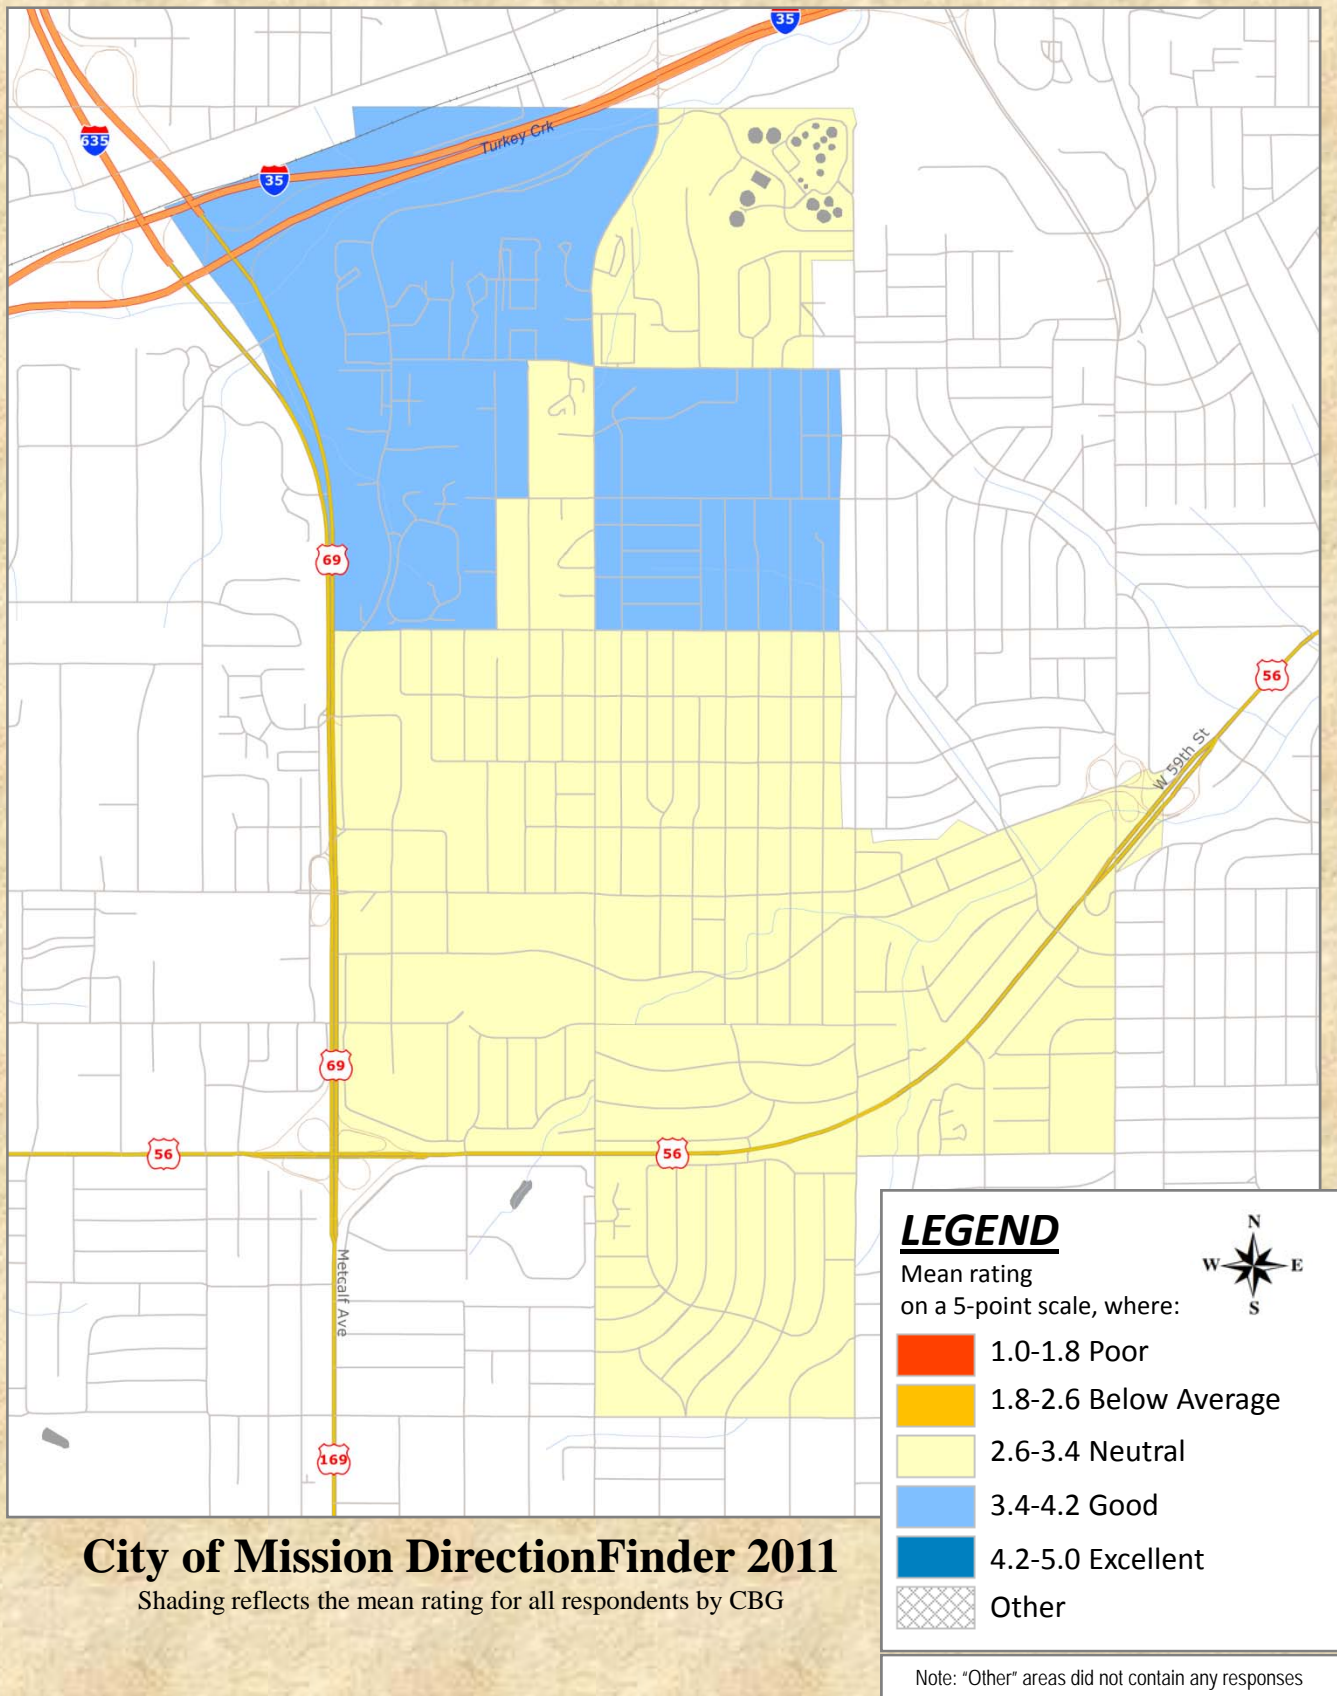 35
635
35
Turkey Crk
69
56
W 59th St
69
56
56
Metcalf Ave
169
LEGEND
Mean rating
on a 5-point scale, where:
N
W E
S
1.0-1.8 Poor
1.8-2.6 Below Average
2.6-3.4 Neutral
3.4-4.2 Good
4.2-5.0 Excellent
Other
City of Mission DirectionFinder 2011
Shading reflects the mean rating for all respondents by CBG
Note: “Other” areas did not contain any responses